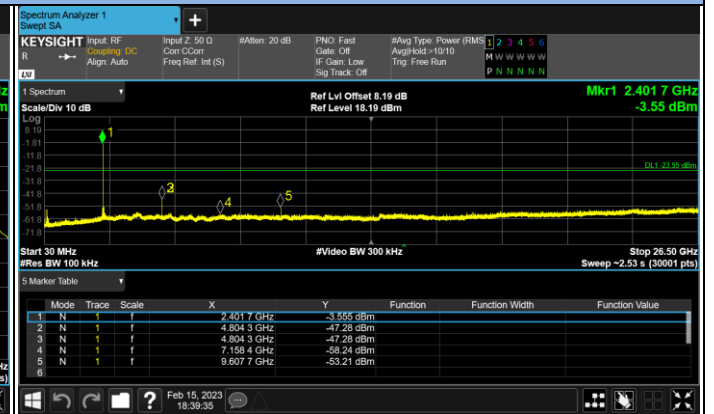 Spectrum Analyzer 1
Swept SA
KEYSIGHT Input: RF Input Z: 50 Ω #Atten: 20 dB PNO: Fast #Avg Type: Power (RMS 1 2 3 4 5 6
R Coupling: DC Corr CCorr Gate: Off Avg|Hold:>10/10 M W W W W W
Align: Auto Freq Ref: Int (S) IF Gain: Low Trig: Free Run
LXI Sig Track: Off P N N N N N
1 Spectrum Ref Lvl Offset 8.19 dB Mkr1 2.401 7 GHz
Scale/Div 10 dB Ref Level 18.19 dBm -3.55 dBm
Log
8.19 1
-1.81
-11.8
-21.8 DL1 -23.55 dBm
-31.8
-41.8
-51.8 4 5
-61.8
-71.8
Start 30 MHz #Video BW 300 kHz Stop 26.50 GHz
#Res BW 100 kHz Sweep ~2.53 s (30001 pts)
5 Marker Table
Mode Trace Scale X Y Function Function Width Function Value
1 N 1 f 2.401 7 GHz -3.555 dBm
2 N 1 f 4.804 3 GHz -47.28 dBm
3 N 1 f 4.804 3 GHz -47.28 dBm
4 N 1 f 7.158 4 GHz -58.24 dBm
5 N 1 f 9.607 7 GHz -53.21 dBm
6
? Feb 15, 2023
18:39:35